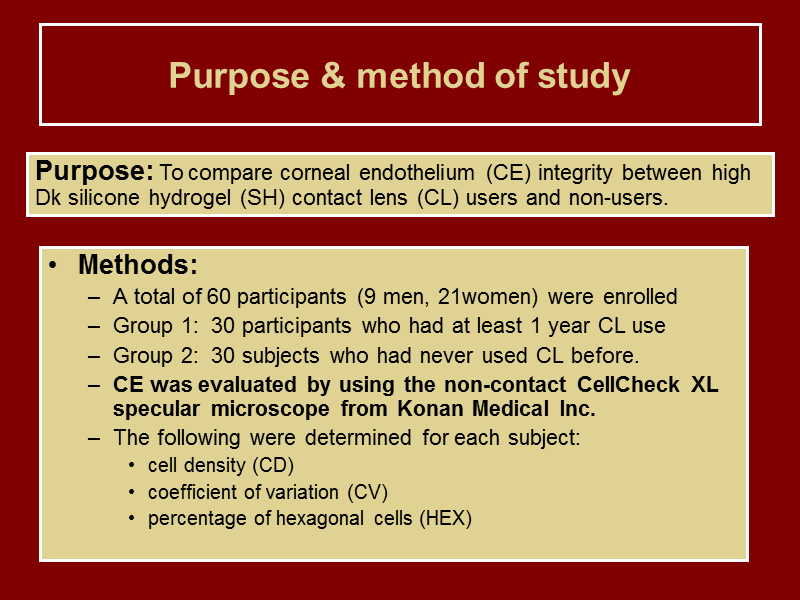 Purpose & method of study
Purpose: To compare corneal endothelium (CE) integrity between high
Dk silicone hydrogel (SH) contact lens (CL) users and non-users.
• Methods:
– A total of 60 participants (9 men, 21women) were enrolled
– Group 1: 30 participants who had at least 1 year CL use
– Group 2: 30 subjects who had never used CL before.
– CE was evaluated by using the non-contact CellCheck XL
specular microscope from Konan Medical Inc.
– The following were determined for each subject:
• cell density (CD)
• coefficient of variation (CV)
• percentage of hexagonal cells (HEX)